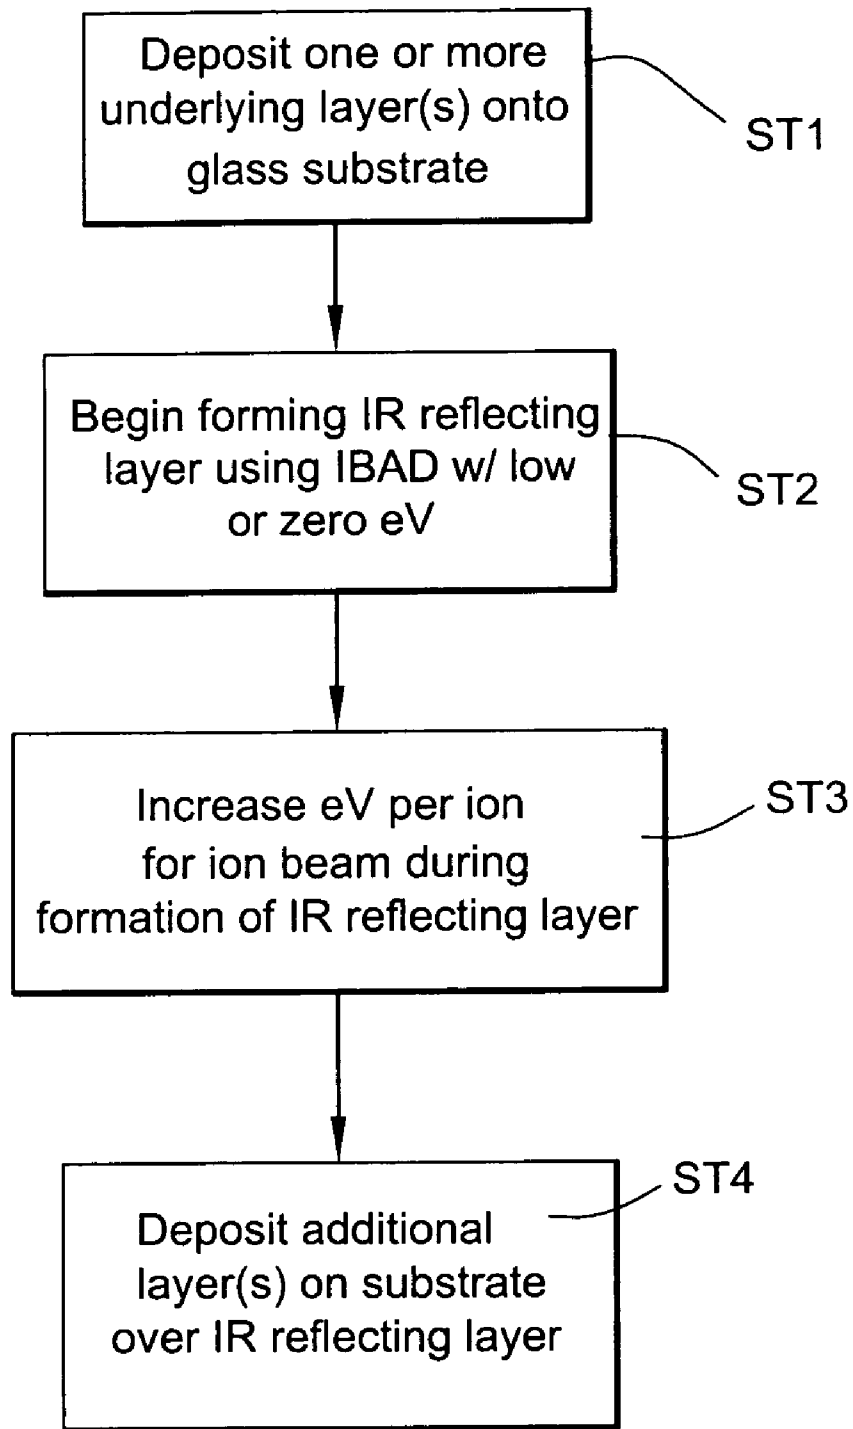 Deposit one or more
underlying layer(s) onto
glass substrate
ST1
Begin forming IR reflecting
layer using IBAD w/ low
or zero eV
ST2
Increase eV per ion
for ion beam during
formation of IR reflecting layer
ST3
Deposit additional
layer(s) on substrate
over IR reflecting layer
ST4